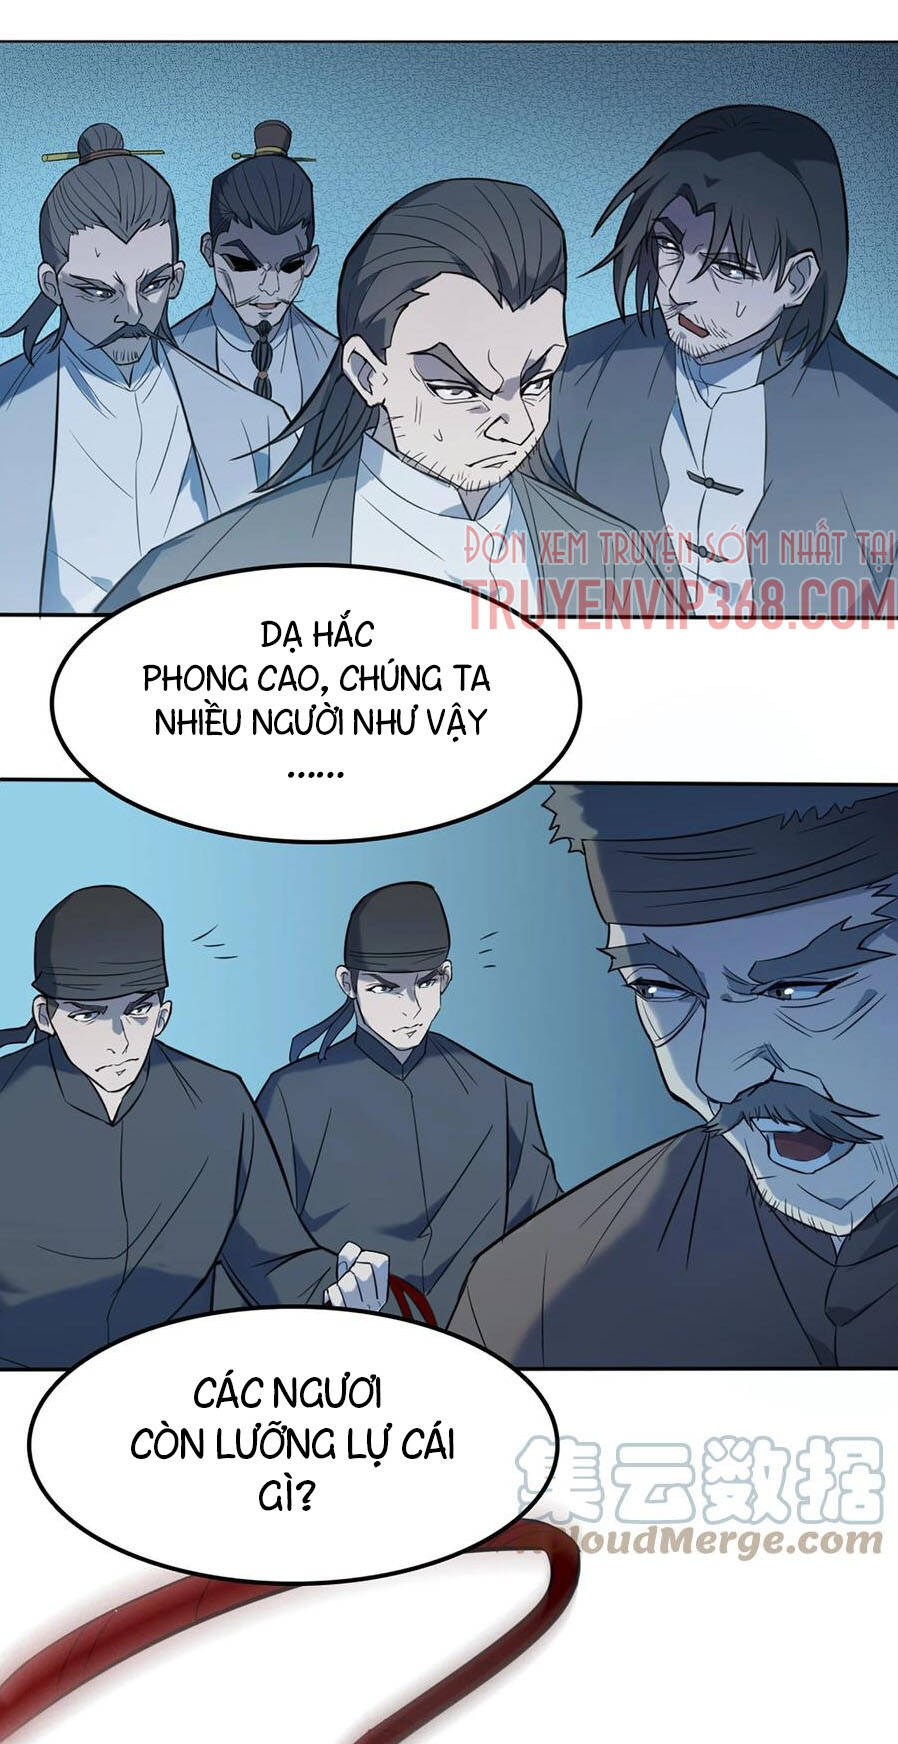 ĐÓN XEM TRUYỆN SỚM NHẤT TẠI
TRUYENVIP368.COM
DẠ HẮC
PHONG CAO, CHÚNG TA
NHIỀU NGƯỜI NHƯ VẬY
......
CÁC NGƯƠI
CÒN LƯỠNG LỰ CÁI
GÌ?
集云数据
CloudMerge.com